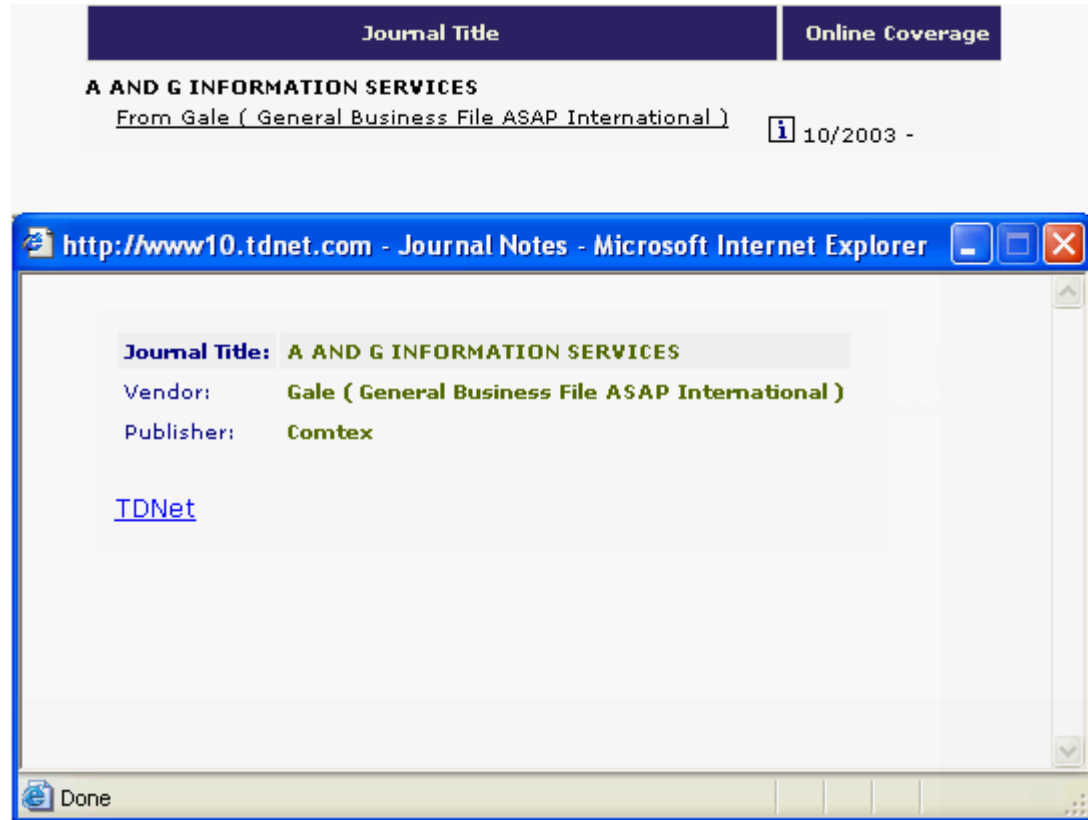 Journal Title Online Coverage
A AND G INFORMATION SERVICES
From Gale ( General Business File ASAP International )
i 10/2003 -
http://www10.tdnet.com - Journal Notes - Microsoft Internet Explorer
Journal Title: A AND G INFORMATION SERVICES
Vendor: Gale ( General Business File ASAP International )
Publisher: Comtex
TDNet
Done